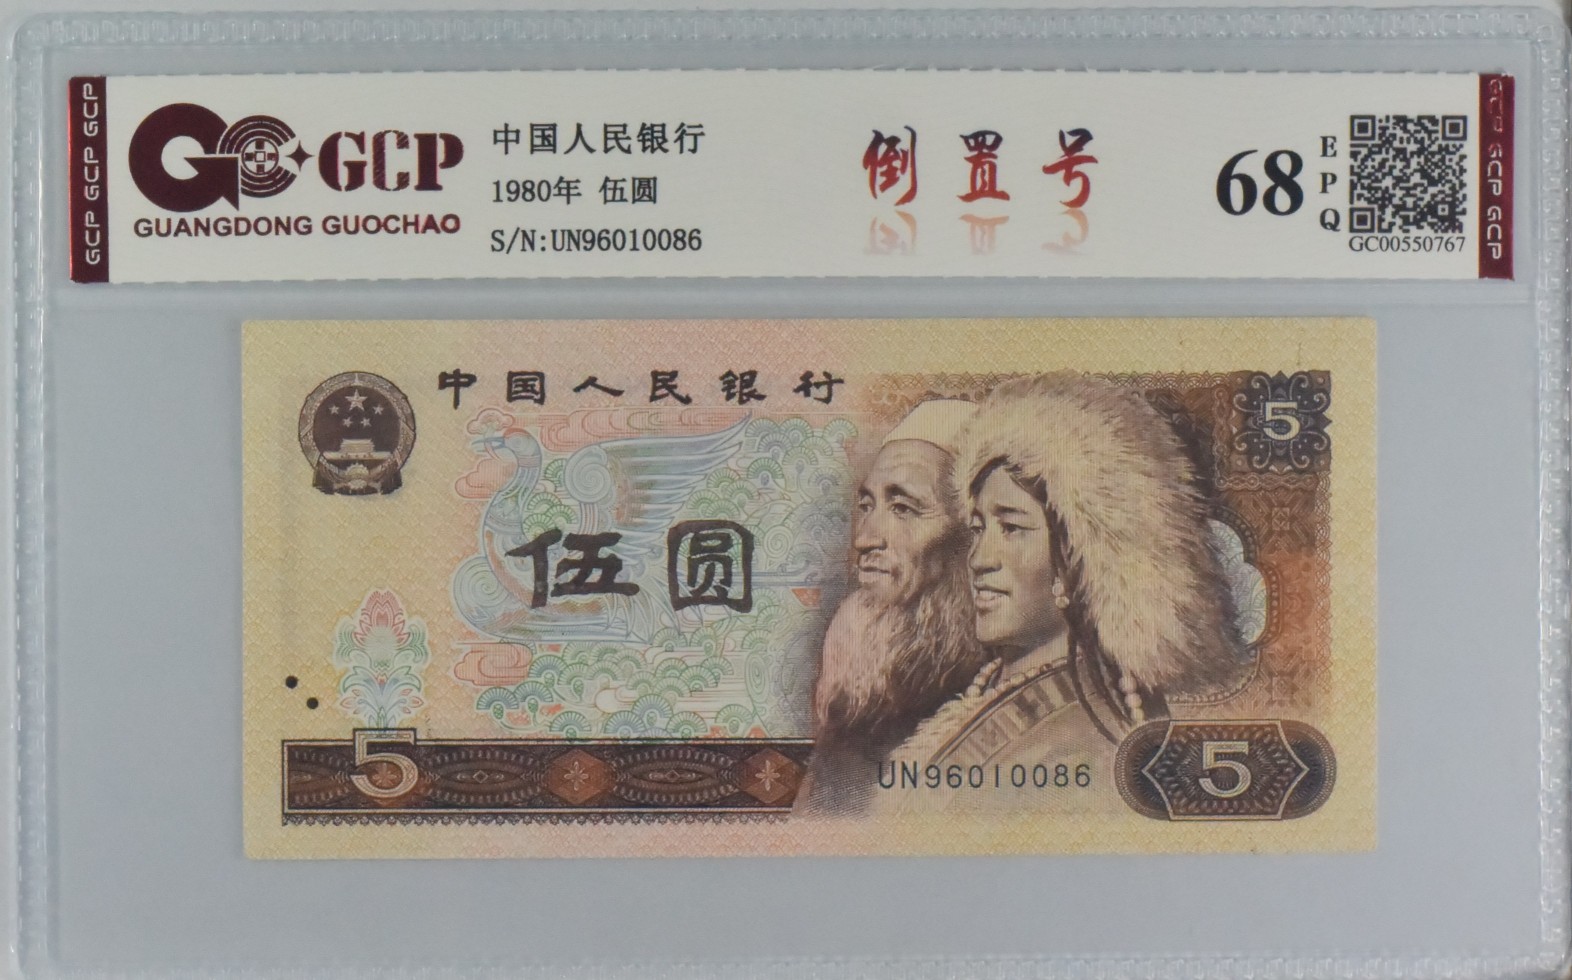 GCP GCP GCP
GCP
GUANGDONG GUOCHAO
中国人民银行
1980年 伍圆
S/N:UN96010086
倒置号
68
EPQ
GC00550767
GCP GCP GCP
中国人民银行
5
伍圆
5
UN96010086
5